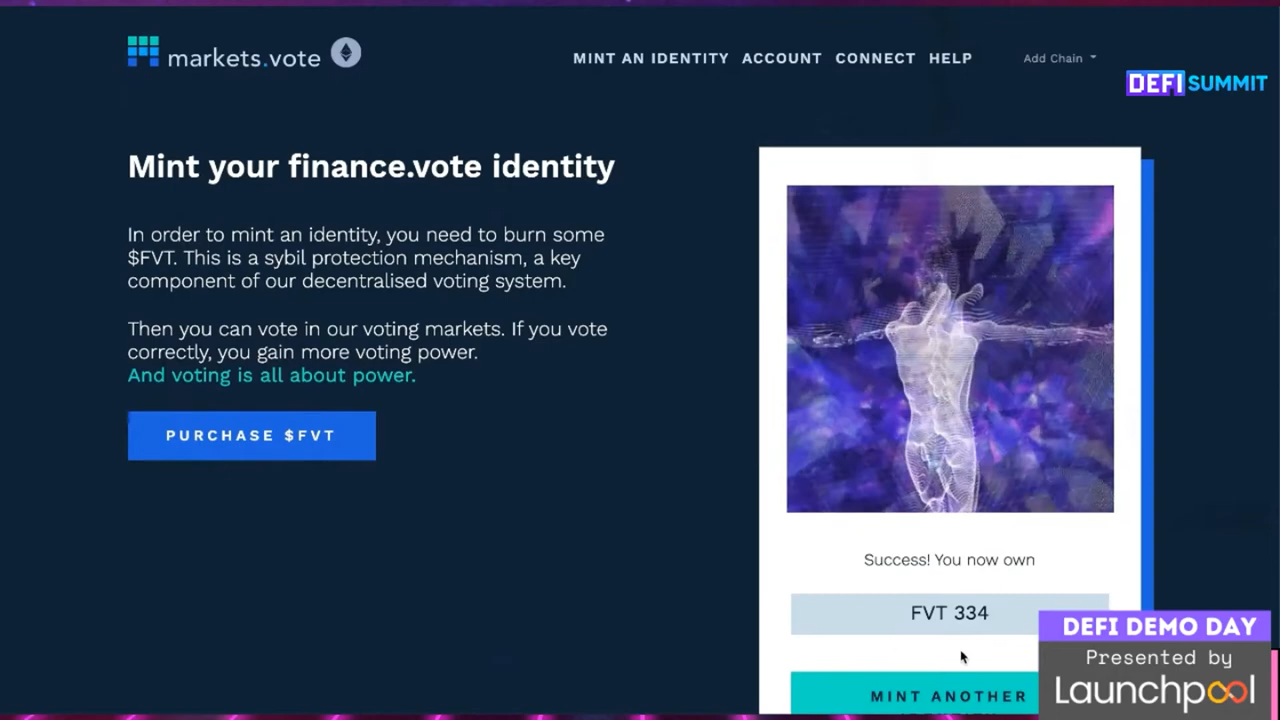 markets.vote
MINT AN IDENTITY ACCOUNT CONNECT HELP Add Chain
DEFI SUMMIT
Mint your finance.vote identity
In order to mint an identity, you need to burn some
$FVT. This is a sybil protection mechanism, a key
component of our decentralised voting system.
Then you can vote in our voting markets. If you vote
correctly, you gain more voting power.
And voting is all about power.
PURCHASE $FVT
Success! You now own
FVT 334
MINT ANOTHER
DEFI DEMO DAY
Presented by
Launchpool